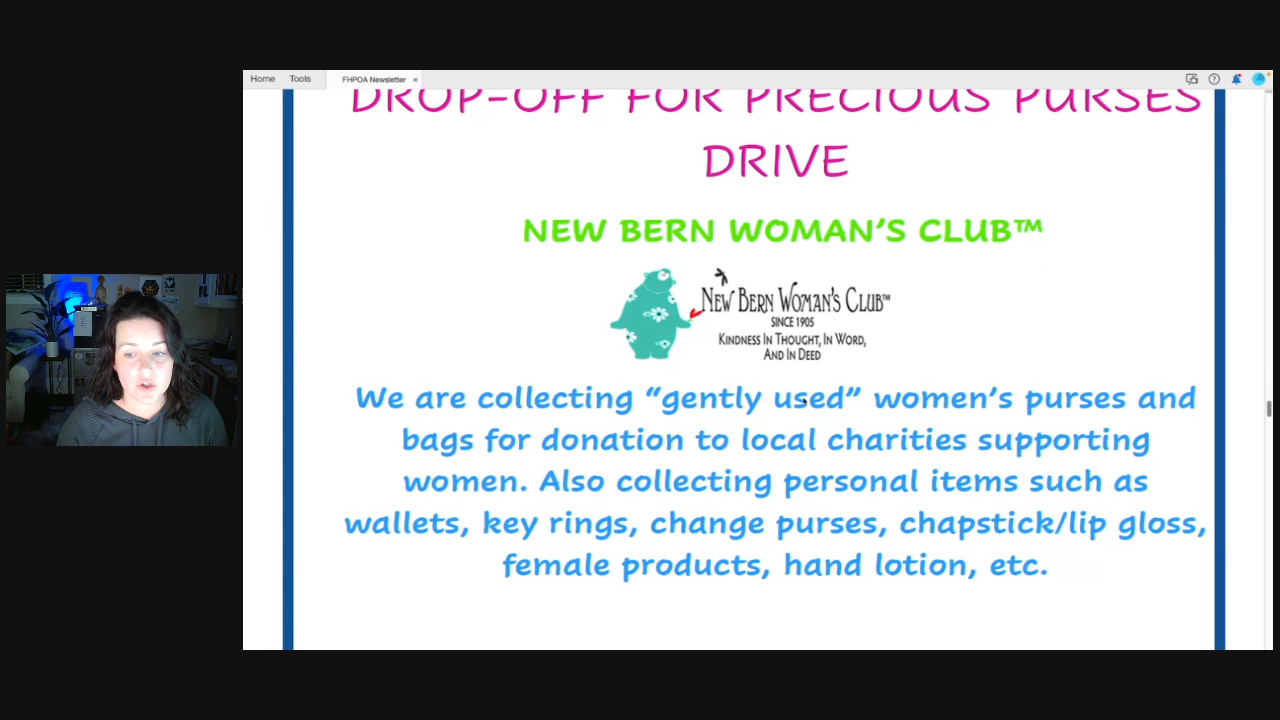 Home Tools FHPOA Newsletter ×
DROP-OFF FOR PRECIOUS PURSES
DRIVE
NEW BERN WOMAN'S CLUB™
NEW BERN WOMAN'S CLUB™
SINCE 1905
KINDNESS IN THOUGHT, IN WORD,
AND IN DEED
We are collecting “gently used” women's purses and
bags for donation to local charities supporting
women. Also collecting personal items such as
wallets, key rings, change purses, chapstick/lip gloss,
female products, hand lotion, etc.